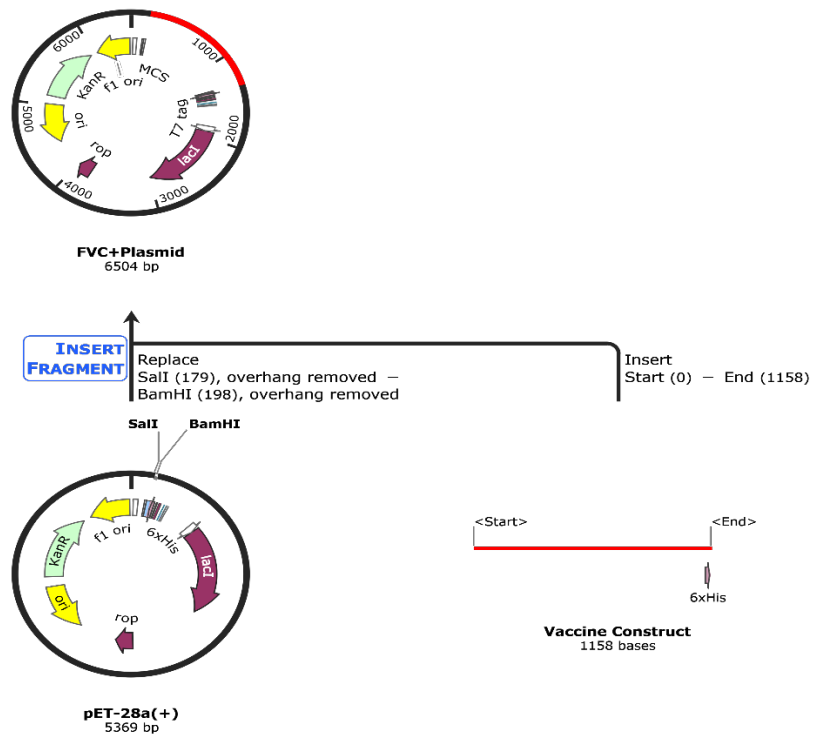 6000
1000
MCS
f1 ori
KanR
5000
ori
T7 tag
2000
rop
lacI
4000
3000
FVC+Plasmid
6504 bp
INSERT
FRAGMENT
Replace
SalI (179), overhang removed –
BamHI (198), overhang removed
Insert
Start (0) – End (1158)
SalI
BamHI
f1 ori
6xHis
KanR
lacI
ori
rop
pET-28a(+)
5369 bp
<Start>
<End>
6xHis
Vaccine Construct
1158 bases